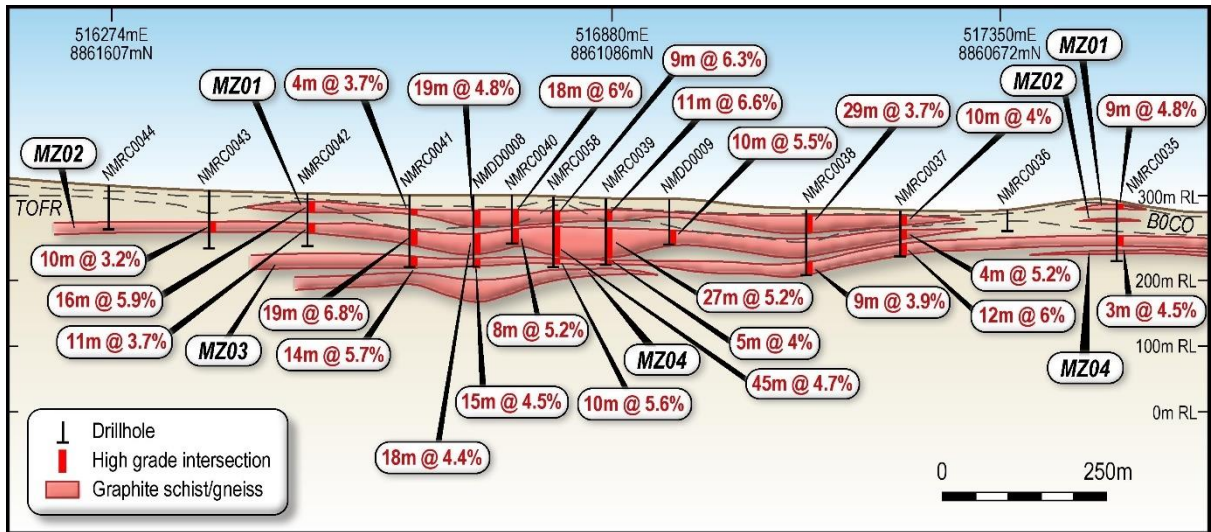 516274mE
8861607mN
516880mE
8861086mN
517350mE
8860672mN
MZ01
9m @ 6.3%
MZ01
4m @ 3.7%
19m @ 4.8%
18m @ 6%
11m @ 6.6%
MZ02
9m @ 4.8%
29m @ 3.7%
10m @ 4%
10m @ 5.5%
MZ02
NMRC0044
NMRC0043
NMRC0042
NMRC0041
NMDD0008
NMRC0040
NMRC0058
NMRC0039
NMDD0009
NMRC0038
NMRC0037
NMRC0036
NMRC0035
300m RL
TOFR
BOCO
10m @ 3.2%
16m @ 5.9%
11m @ 3.7%
MZ03
19m @ 6.8%
14m @ 5.7%
8m @ 5.2%
27m @ 5.2%
9m @ 3.9%
4m @ 5.2%
12m @ 6%
200m RL
3m @ 4.5%
5m @ 4%
MZ04
100m RL
MZ04
45m @ 4.7%
15m @ 4.5%
10m @ 5.6%
18m @ 4.4%
0m RL
Drillhole
High grade intersection
Graphite schist/gneiss
0 250m